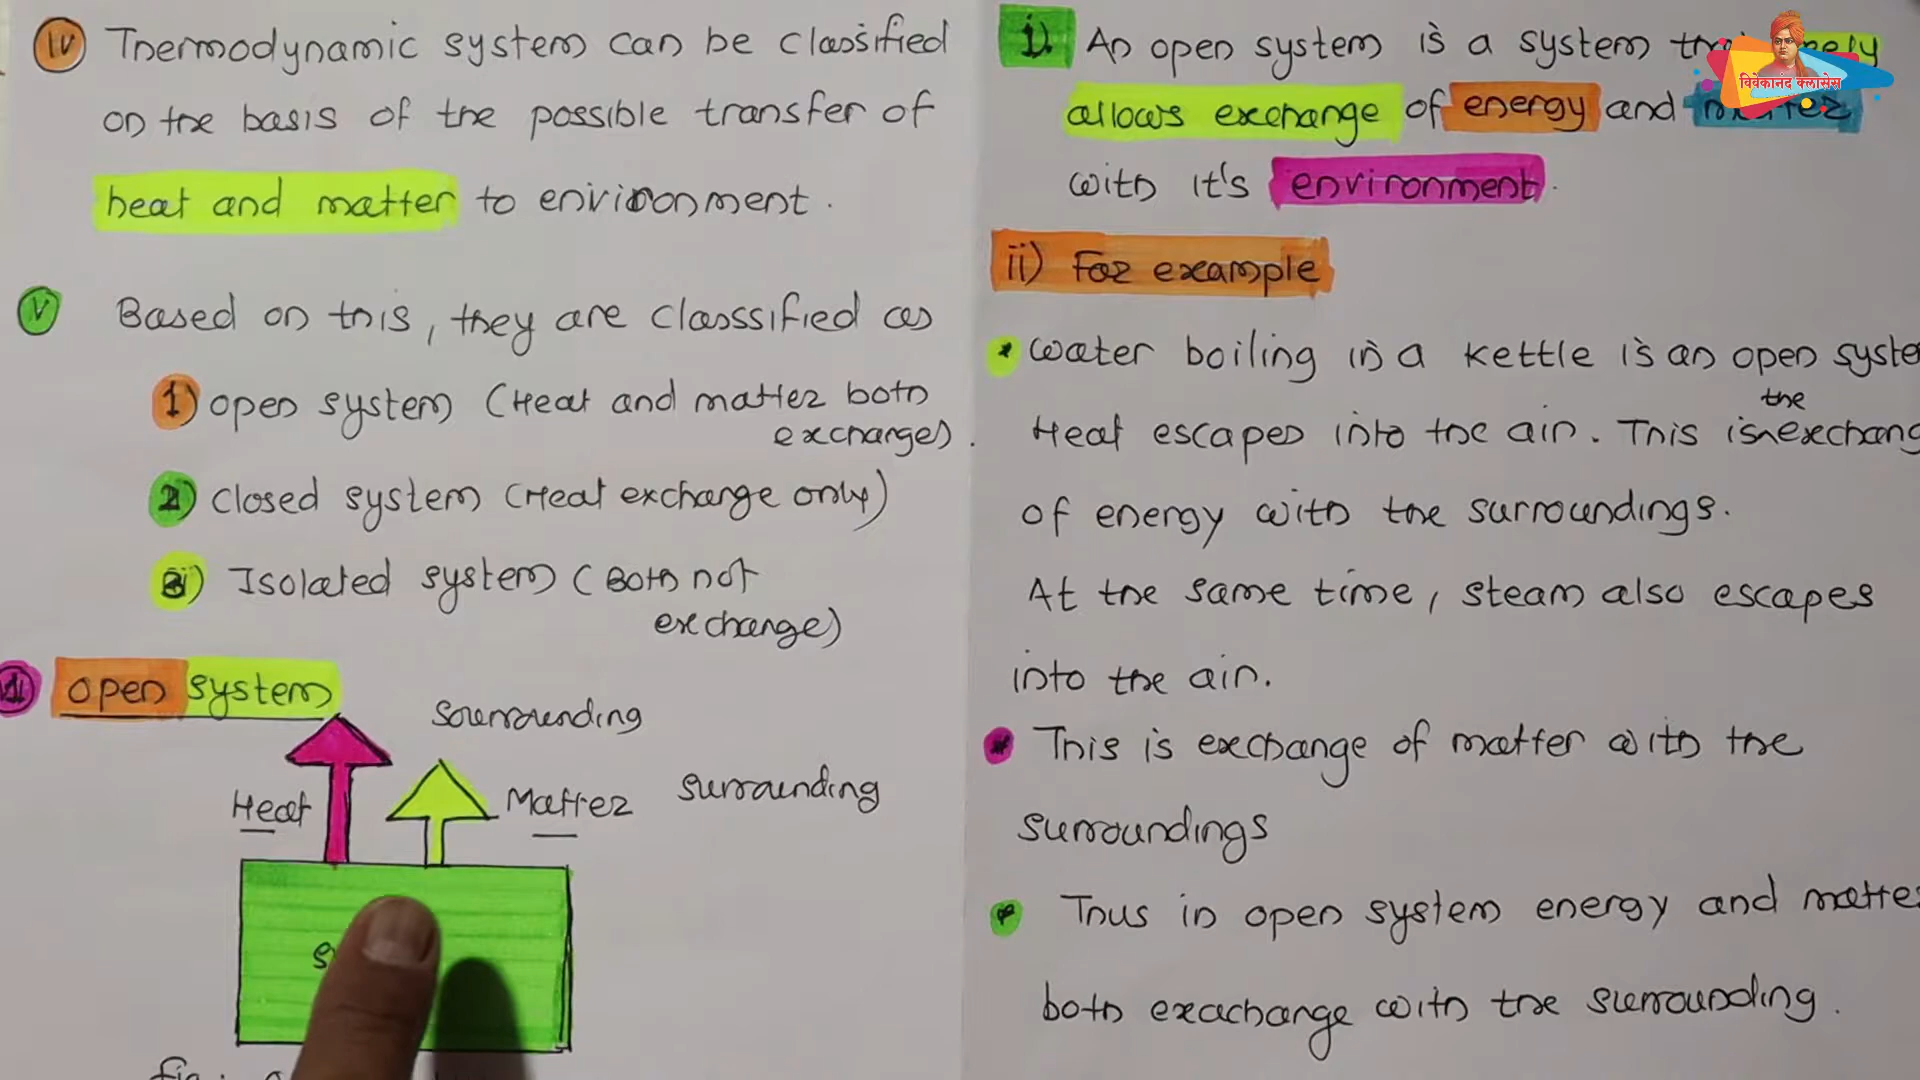 iv Thermodynamic system can be classified
on the basis of the possible transfer of
heat and matter to environment.
v Based on this, they are classsified as
1) open system (Heat and matter both
exchanges).
2) closed system (Heat exchange only)
3) Isolated system (Both not
exchange)
1 open system
Sourrounding
Heat
Matter
surrounding
i). An open system is a system
allows exchange of energy and matter
with it's environment.
ii) For example
* water boiling in a kettle is an open syste
the
Heat escapes into the air. This is exchang
of energy with the surroundings.
At the same time, steam also escapes
into the air.
* This is exchange of matter with the
surroundings
* Thus in open system energy and matte
both exachange with the surrounding.
विवेकानंद क्लासेस